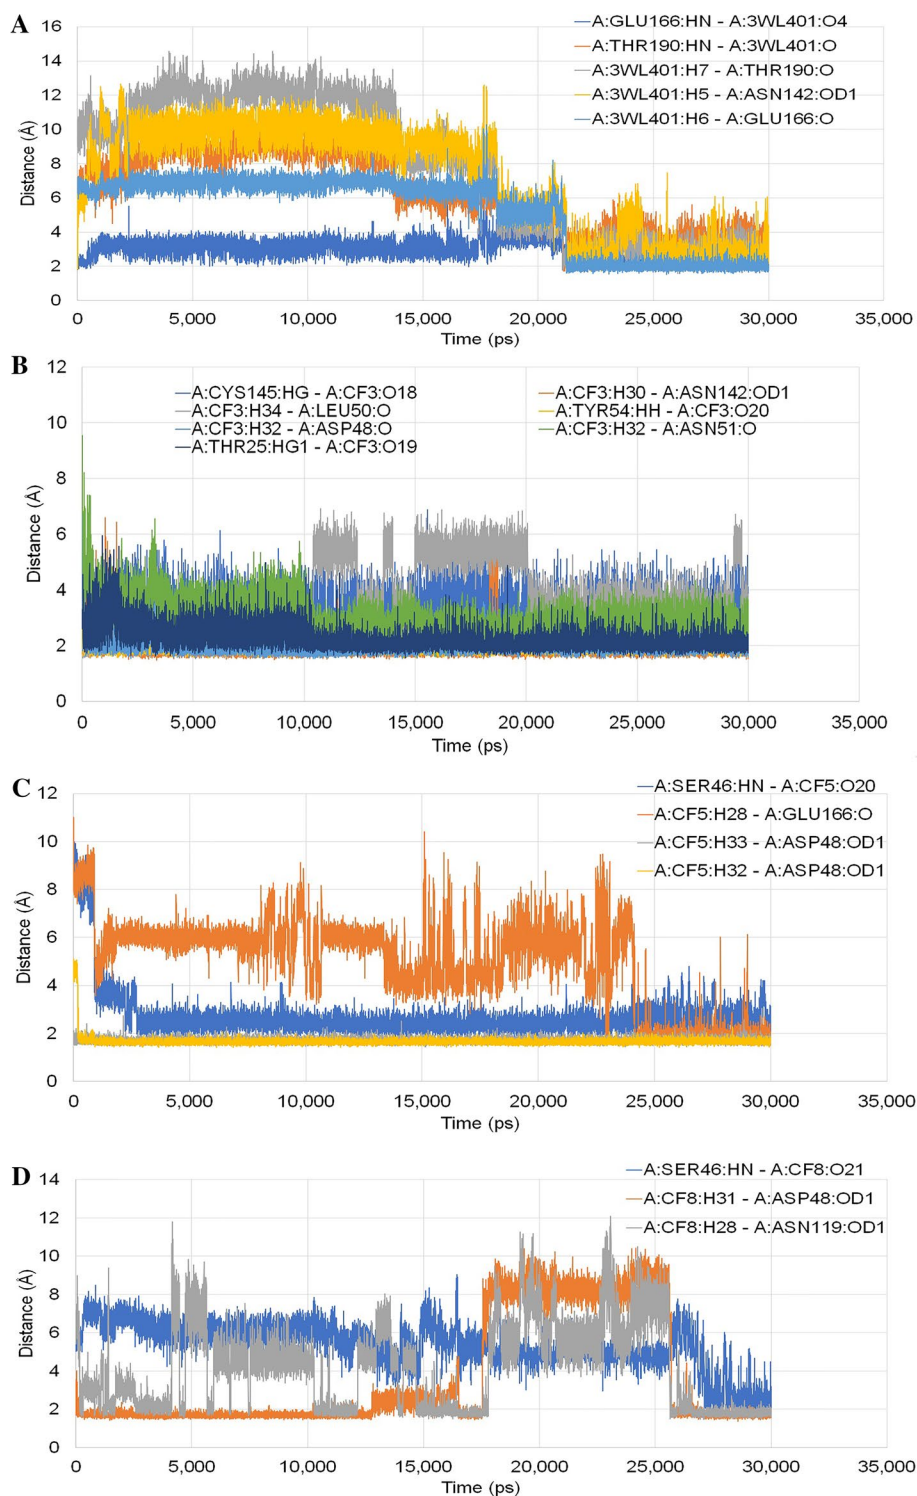 A
A:GLU166:HN - A:3WL401:O4
A:THR190:HN - A:3WL401:O
A:3WL401:H7 - A:THR190:O
A:3WL401:H5 - A:ASN142:OD1
A:3WL401:H6 - A:GLU166:O
Distance (Å)
16
14
12
10
8
6
4
2
0
0 5,000 10,000 15,000 20,000 25,000 30,000 35,000
Time (ps)
B
A:CYS145:HG - A:CF3:O18 A:CF3:H30 - A:ASN142:OD1
A:CF3:H34 - A:LEU50:O A:TYR54:HH - A:CF3:O20
A:CF3:H32 - A:ASP48:O A:CF3:H32 - A:ASN51:O
A:THR25:HG1 - A:CF3:O19
Distance (Å)
12
10
8
6
4
2
0
0 5,000 10,000 15,000 20,000 25,000 30,000 35,000
Time (ps)
C
A:SER46:HN - A:CF5:O20
A:CF5:H28 - A:GLU166:O
A:CF5:H33 - A:ASP48:OD1
A:CF5:H32 - A:ASP48:OD1
Distance (Å)
12
10
8
6
4
2
0
0 5,000 10,000 15,000 20,000 25,000 30,000 35,000
Time (ps)
D
A:SER46:HN - A:CF8:O21
A:CF8:H31 - A:ASP48:OD1
A:CF8:H28 - A:ASN119:OD1
Distance (Å)
14
12
10
8
6
4
2
0
0 5,000 10,000 15,000 20,000 25,000 30,000 35,000
Time (ps)